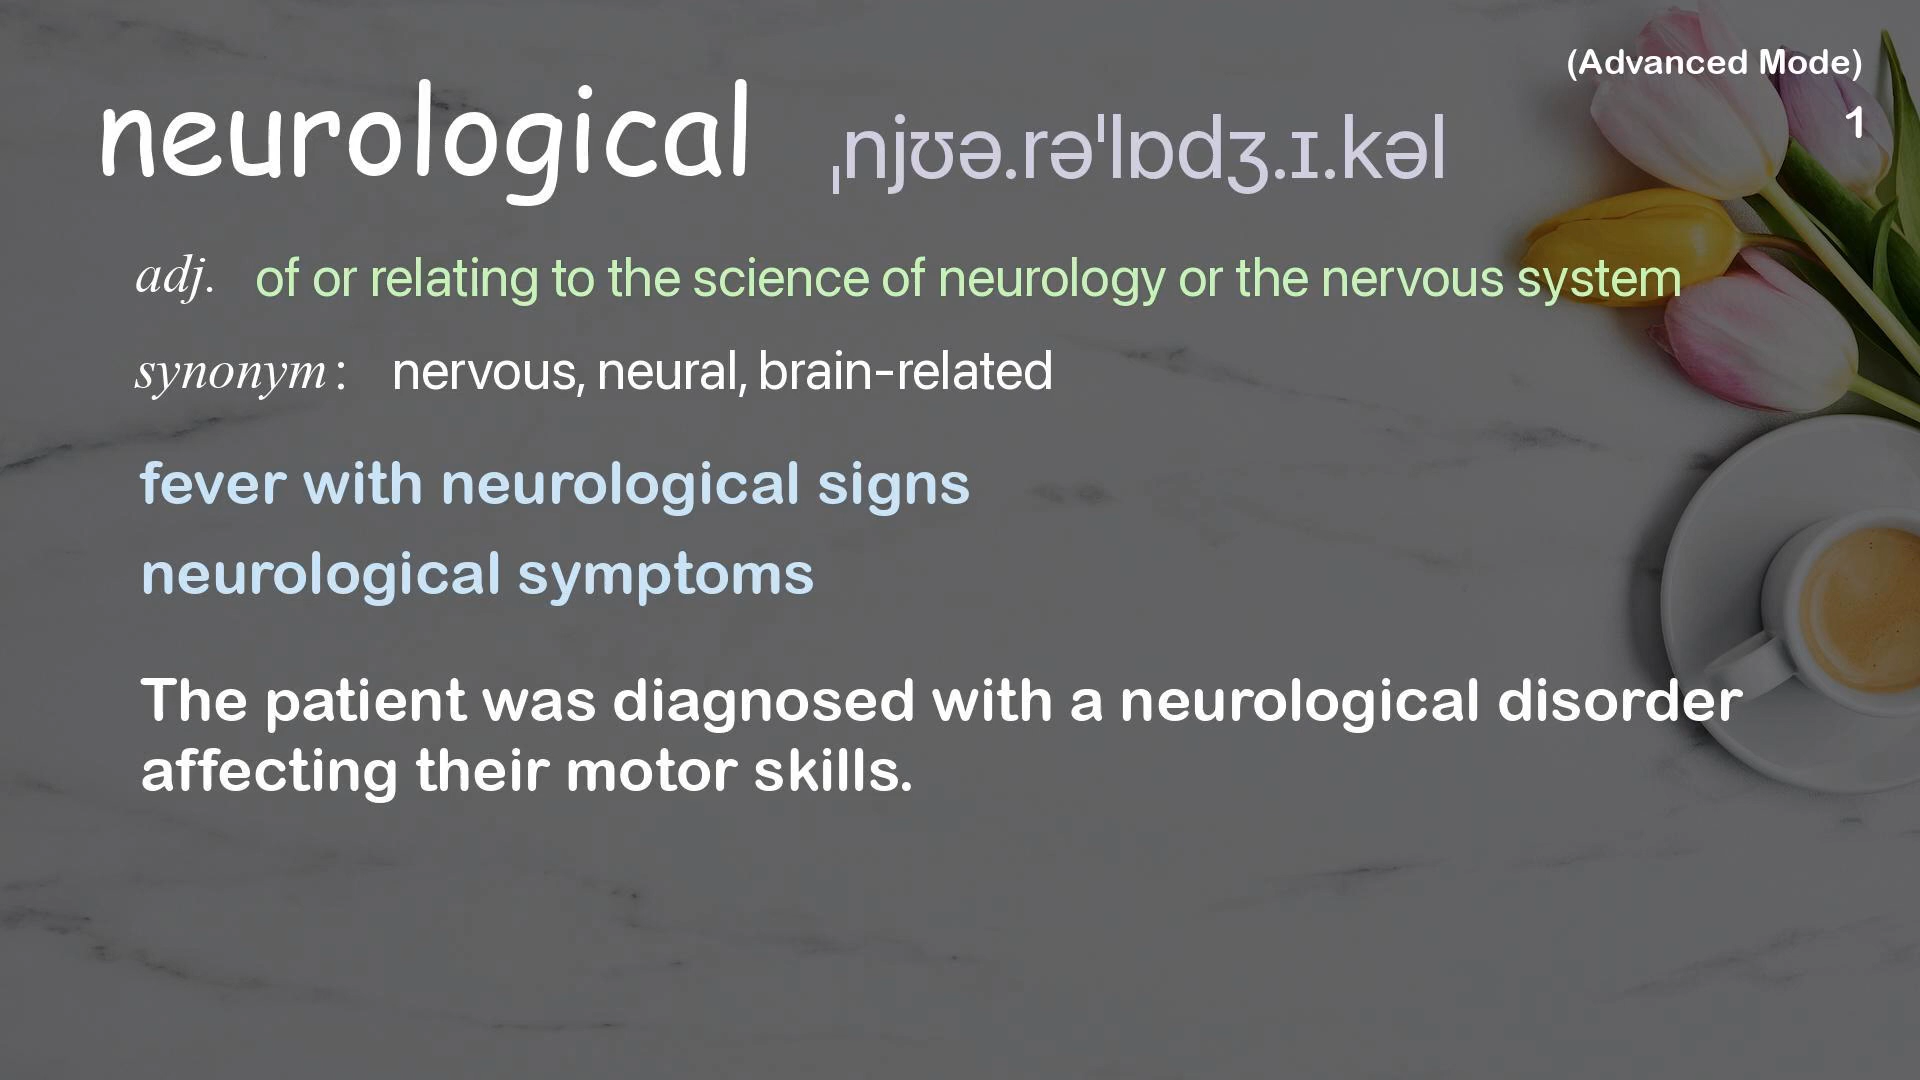 (Advanced Mode)
neurological ˌnjʊə.rəˈlɒdʒ.ɪ.kəl
1
adj. of or relating to the science of neurology or the nervous system
synonym: nervous, neural, brain-related
fever with neurological signs
neurological symptoms
The patient was diagnosed with a neurological disorder
affecting their motor skills.